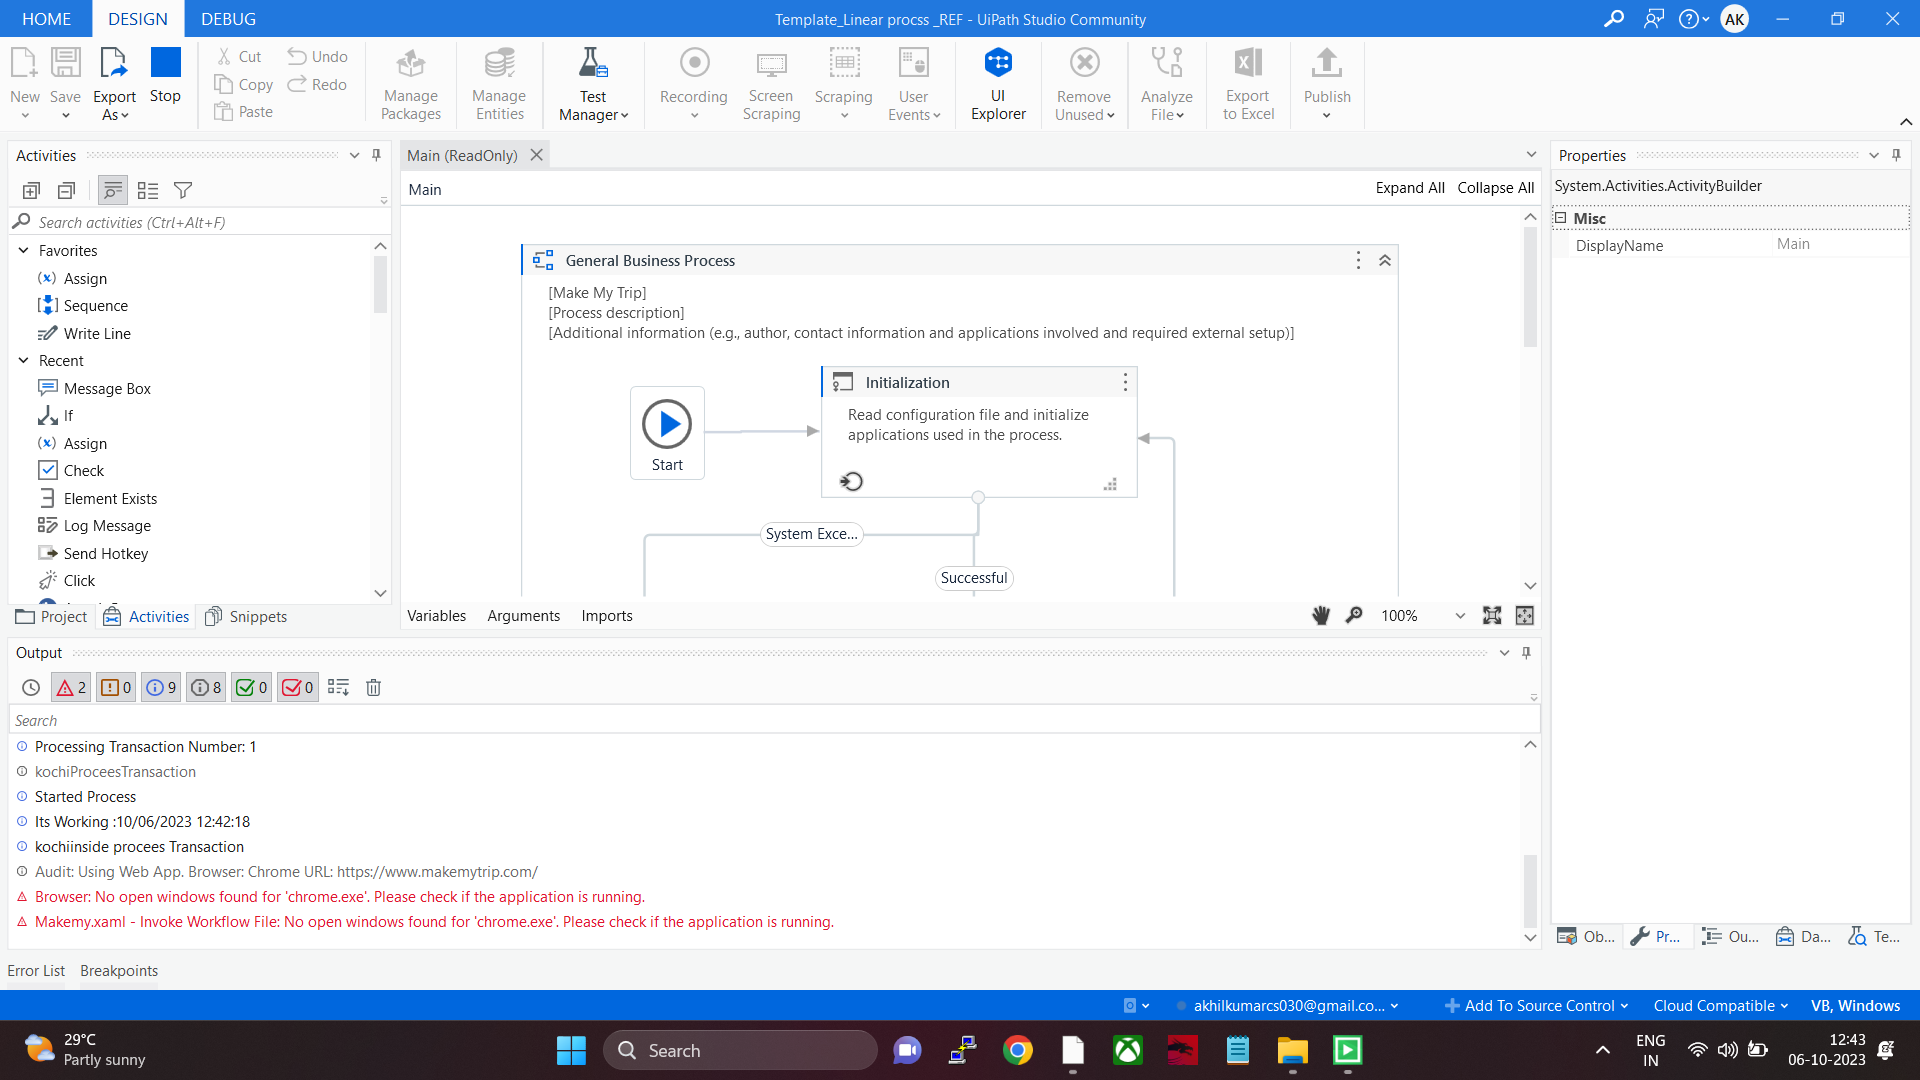 HOME DESIGN DEBUG
Template_Linear procss _REF - UiPath Studio Community
AK
New Save Export As Stop
Cut Copy Paste
Undo Redo
Manage Packages
Manage Entities
Test Manager
Recording
Screen Scraping
Scraping
User Events
UI Explorer
Remove Unused
Analyze File
Export to Excel
Publish
Activities
Search activities (Ctrl+Alt+F)
Favorites
Assign
Sequence
Write Line
Recent
Message Box
If
Assign
Check
Element Exists
Log Message
Send Hotkey
Click
Project Activities Snippets
Main (ReadOnly)
Main
Expand All Collapse All
General Business Process
[Make My Trip]
[Process description]
[Additional information (e.g., author, contact information and applications involved and required external setup)]
Start
Initialization
Read configuration file and initialize
applications used in the process.
System Exce...
Successful
Variables Arguments Imports
100%
Properties
System.Activities.ActivityBuilder
Misc
DisplayName Main
Ob... Pr... Ou... Da... Te...
Output
2 0 9 8 0 0
Search
Processing Transaction Number: 1
kochiProceesTransaction
Started Process
Its Working :10/06/2023 12:42:18
kochiinside procees Transaction
Audit: Using Web App. Browser: Chrome URL: https://www.makemytrip.com/
Browser: No open windows found for 'chrome.exe'. Please check if the application is running.
Makemy.xaml - Invoke Workflow File: No open windows found for 'chrome.exe'. Please check if the application is running.
Error List Breakpoints
akhilkumarcs030@gmail.co... Add To Source Control Cloud Compatible VB, Windows
29°C
Partly sunny
Search
ENG
IN
12:43
06-10-2023